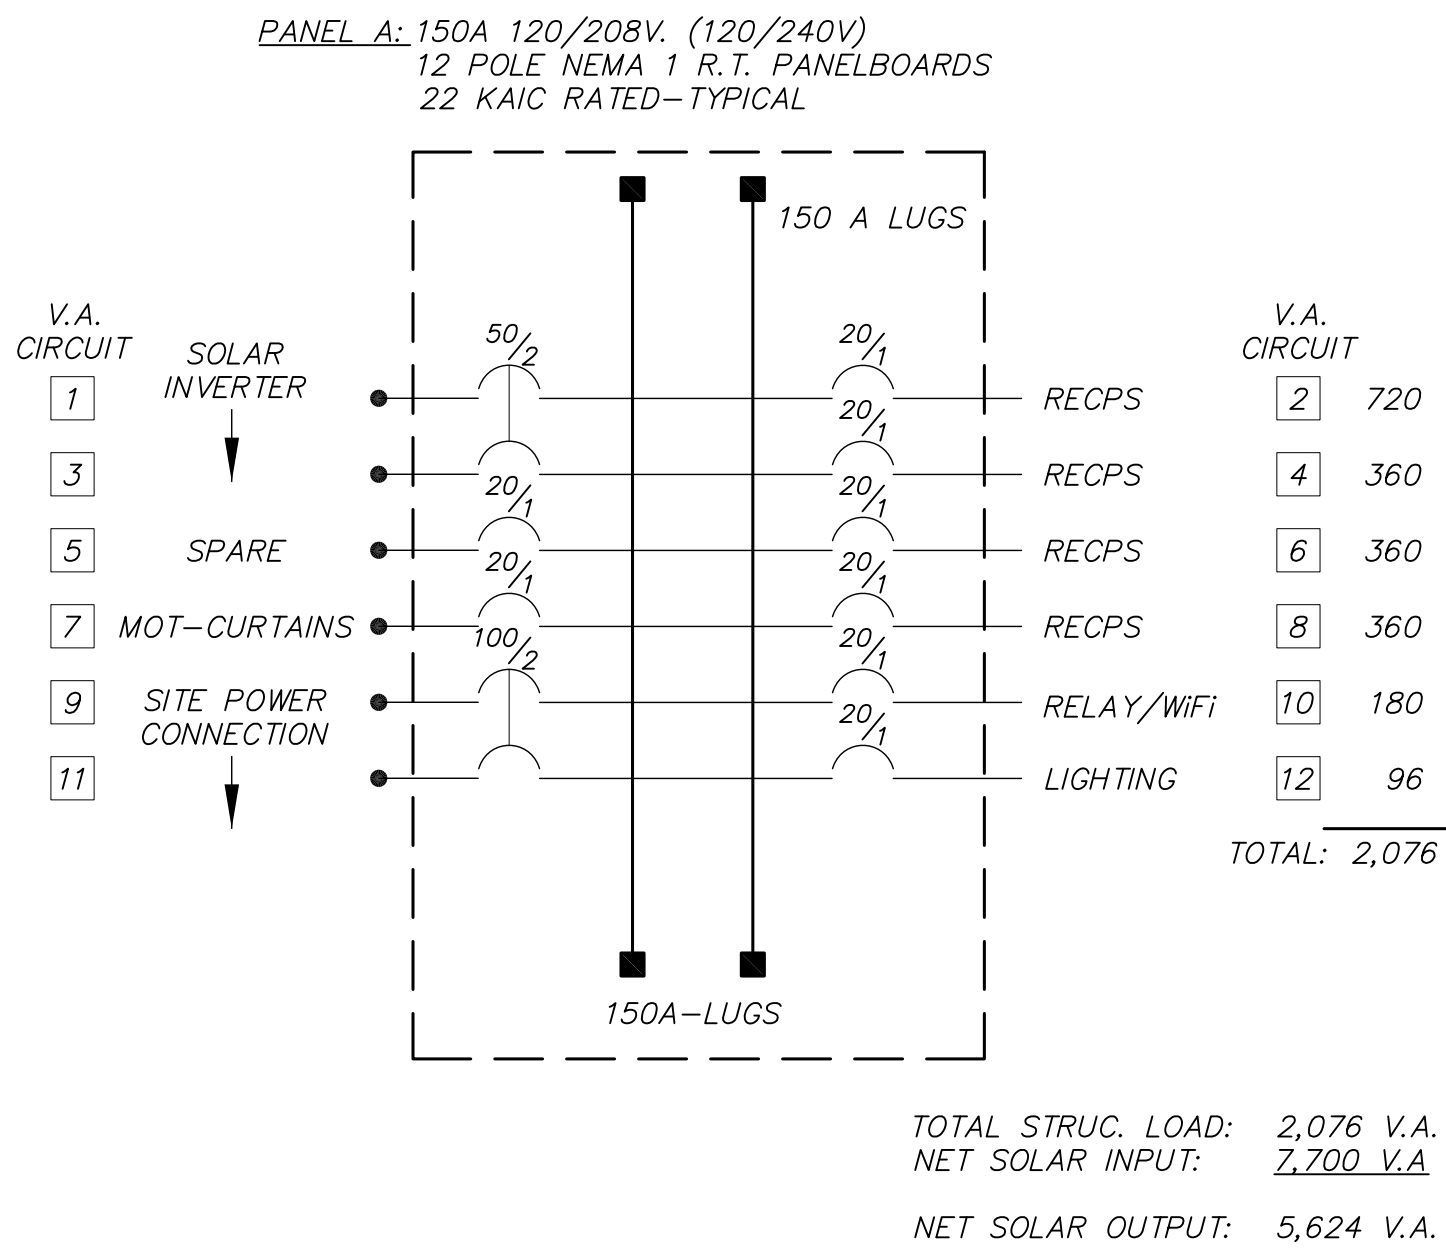 PANEL A: 150A 120/208V. (120/240V)
12 POLE NEMA 1 R.T. PANELBOARDS
22 KAIC RATED-TYPICAL
150 A LUGS
V.A.
CIRCUIT
SOLAR
INVERTER
V.A.
CIRCUIT
1
50/2
20/1
RECPS 2 720
3
20/1
RECPS 4 360
5 SPARE
20/1
20/1
RECPS 6 360
7 MOT-CURTAINS
20/1
20/1
RECPS 8 360
9 SITE POWER
CONNECTION
100/2
20/1
RELAY/WiFi 10 180
11
20/1
LIGHTING 12 96
TOTAL: 2,076
150A-LUGS
TOTAL STRUC. LOAD: 2,076 V.A.
NET SOLAR INPUT: 7,700 V.A
NET SOLAR OUTPUT: 5,624 V.A.